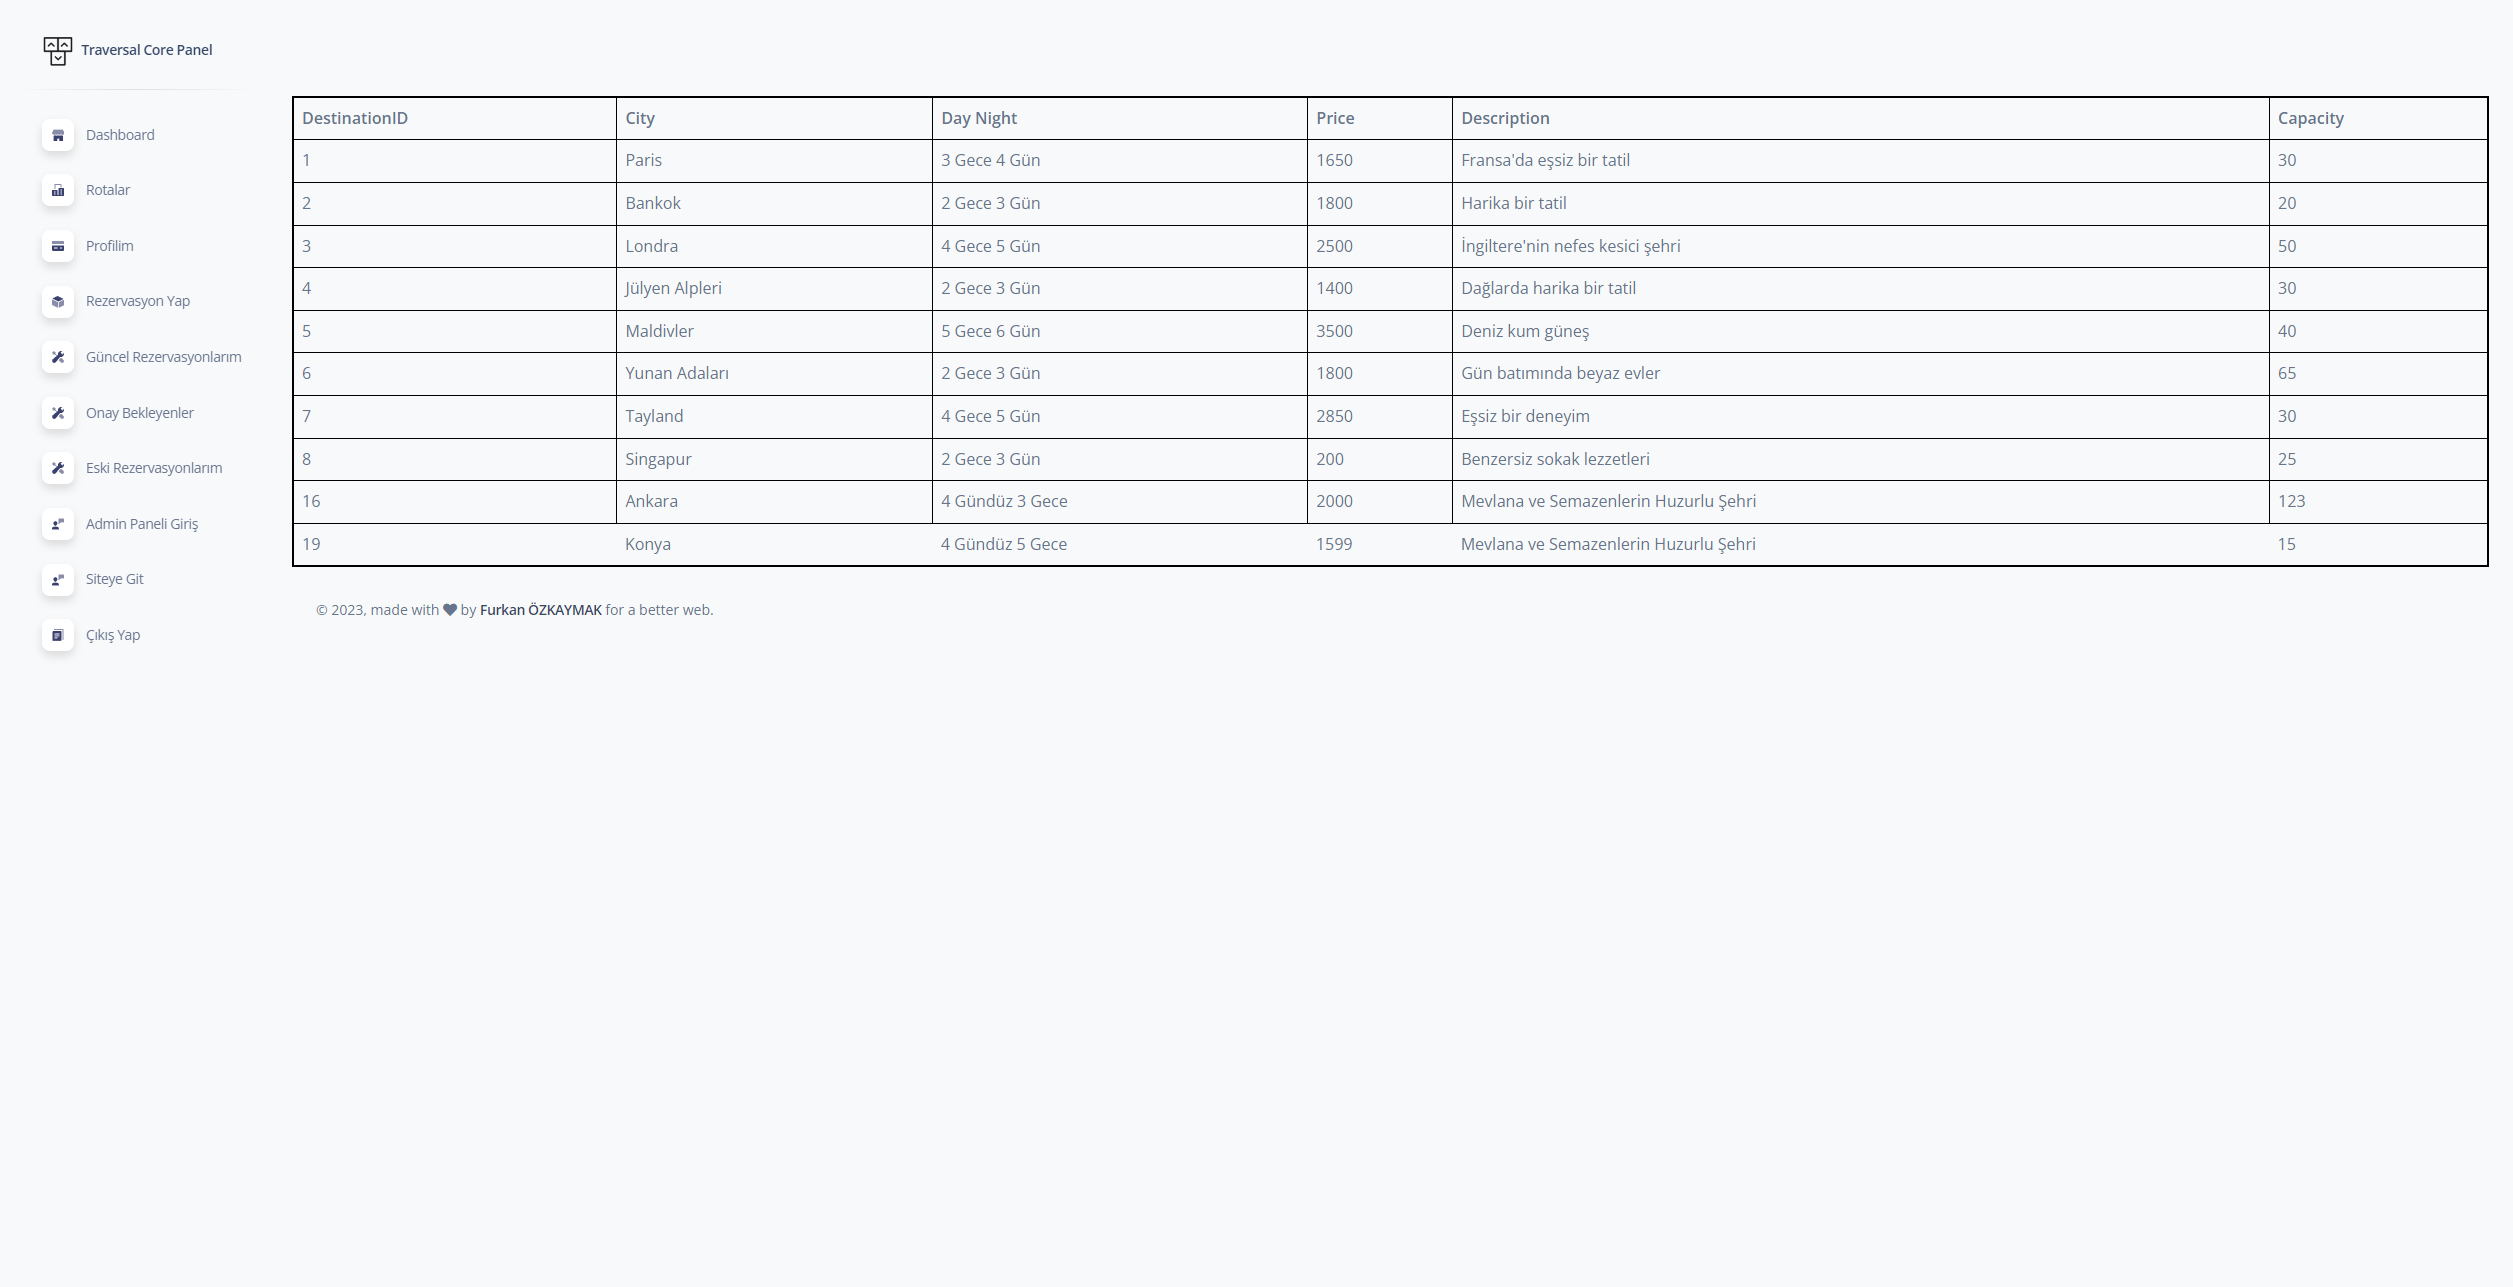 Traversal Core Panel
Dashboard
Rotalar
Profilim
Rezervasyon Yap
Güncel Rezervasyonlarım
Onay Bekleyenler
Eski Rezervasyonlarım
Admin Paneli Giriş
Siteye Git
Çıkış Yap
DestinationID City Day Night Price Description Capacity
1 Paris 3 Gece 4 Gün 1650 Fransa'da eşsiz bir tatil 30
2 Bankok 2 Gece 3 Gün 1800 Harika bir tatil 20
3 Londra 4 Gece 5 Gün 2500 İngiltere'nin nefes kesici şehri 50
4 Jülyen Alpleri 2 Gece 3 Gün 1400 Dağlarda harika bir tatil 30
5 Maldivler 5 Gece 6 Gün 3500 Deniz kum güneş 40
6 Yunan Adaları 2 Gece 3 Gün 1800 Gün batımında beyaz evler 65
7 Tayland 4 Gece 5 Gün 2850 Eşsiz bir deneyim 30
8 Singapur 2 Gece 3 Gün 200 Benzersiz sokak lezzetleri 25
16 Ankara 4 Gündüz 3 Gece 2000 Mevlana ve Semazenlerin Huzurlu Şehri 123
19 Konya 4 Gündüz 5 Gece 1599 Mevlana ve Semazenlerin Huzurlu Şehri 15
© 2023, made with ♥ by Furkan ÖZKAYMAK for a better web.